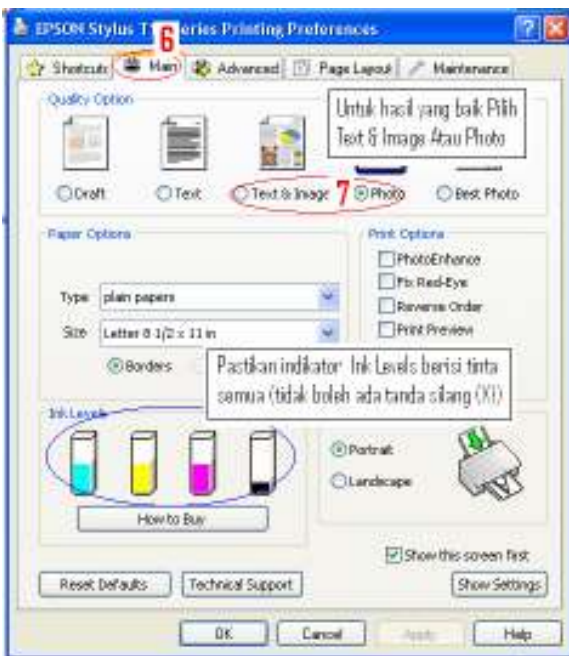 EPSON Stylus T eries Printing Preferences
6
Shortcuts Main Advanced Page Layout Maintenance
Quality Option
Untuk hasil yang baik Pilih
Text & Image Atau Photo
Draft Text Text & Image 7 Photo Best Photo
Paper Options
Print Options
PhotoEnhance
Fix Red-Eye
Type plain papers
Reverse Order
Size Letter 8 1/2 x 11 in
Print Preview
Borders
Pastikan indikator Ink Levels berisi tinta
semua (tidak boleh ada tanda silang (X))
Ink Levels
Portrait
Landscape
How to Buy
Show this screen first
Reset Defaults Technical Support Show Settings
OK Cancel Apply Help